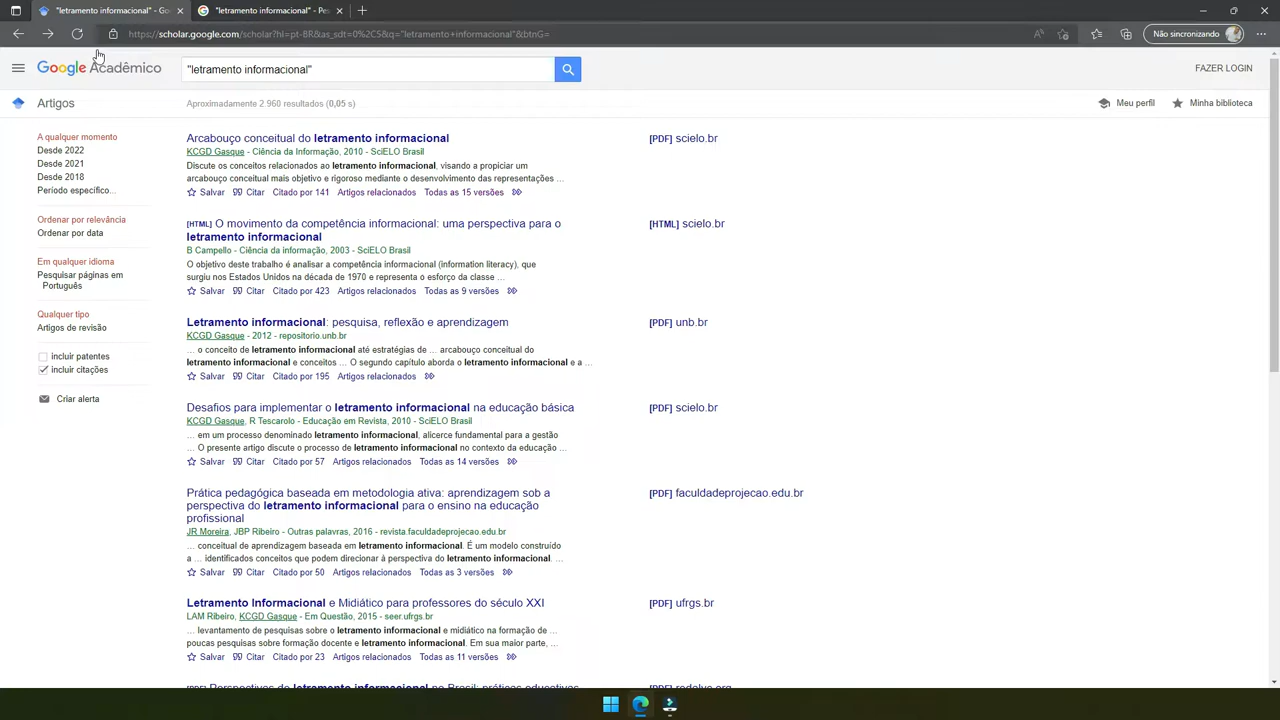 "letramento informacional" - Go
"letramento informacional" - Pes
https://scholar.google.com/scholar?hl=pt-BR&as_sdt=0%2C5&q="letramento+informacional"&btnG=
Não sincronizando
Google Acadêmico
"letramento informacional"
FAZER LOGIN
Artigos
Aproximadamente 2.960 resultados (0,05 s)
Meu perfil
Minha biblioteca
A qualquer momento
Desde 2022
Desde 2021
Desde 2018
Período específico...
Ordenar por relevância
Ordenar por data
Em qualquer idioma
Pesquisar páginas em
Português
Qualquer tipo
Artigos de revisão
incluir patentes
incluir citações
Criar alerta
Arcabouço conceitual do letramento informacional
KCGD Gasque - Ciência da Informação, 2010 - SciELO Brasil
Discute os conceitos relacionados ao letramento informacional, visando a propiciar um
arcabouço conceitual mais objetivo e rigoroso mediante o desenvolvimento das representações ...
Salvar Citar Citado por 141 Artigos relacionados Todas as 15 versões
[PDF] scielo.br
[HTML] O movimento da competência informacional: uma perspectiva para o
letramento informacional
B Campello - Ciência da informação, 2003 - SciELO Brasil
O objetivo deste trabalho é analisar a competência informacional (information literacy), que
surgiu nos Estados Unidos na década de 1970 e representa o esforço da classe ...
Salvar Citar Citado por 423 Artigos relacionados Todas as 9 versões
[HTML] scielo.br
Letramento informacional: pesquisa, reflexão e aprendizagem
KCGD Gasque - 2012 - repositorio.unb.br
... o conceito de letramento informacional até estratégias de ... arcabouço conceitual do
letramento informacional e conceitos ... O segundo capítulo aborda o letramento informacional e a ...
Salvar Citar Citado por 195 Artigos relacionados
[PDF] unb.br
Desafios para implementar o letramento informacional na educação básica
KCGD Gasque, R Tescarolo - Educação em Revista, 2010 - SciELO Brasil
... em um processo denominado letramento informacional, alicerce fundamental para a gestão
... O presente artigo discute o processo de letramento informacional no contexto da educação ...
Salvar Citar Citado por 57 Artigos relacionados Todas as 14 versões
[PDF] scielo.br
Prática pedagógica baseada em metodologia ativa: aprendizagem sob a
perspectiva do letramento informacional para o ensino na educação
profissional
JR Moreira, JBP Ribeiro - Outras palavras, 2016 - revista.faculdadeprojecao.edu.br
... conceitual de aprendizagem baseada em letramento informacional. É um modelo construído
a ... identificados conceitos que podem direcionar à perspectiva do letramento informacional. ...
Salvar Citar Citado por 50 Artigos relacionados Todas as 3 versões
[PDF] faculdadeprojecao.edu.br
Letramento Informacional e Midiático para professores do século XXI
LAM Ribeiro, KCGD Gasque - Em Questão, 2015 - seer.ufrgs.br
... levantamento de pesquisas sobre o letramento informacional e midiático na formação de ...
poucas pesquisas sobre formação docente e letramento informacional. Em sua maior parte, ...
Salvar Citar Citado por 23 Artigos relacionados Todas as 11 versões
[PDF] ufrgs.br
[PDF] Perspectivas do letramento informacional no Brasil: práticas educativas
[PDF] redalyc.org